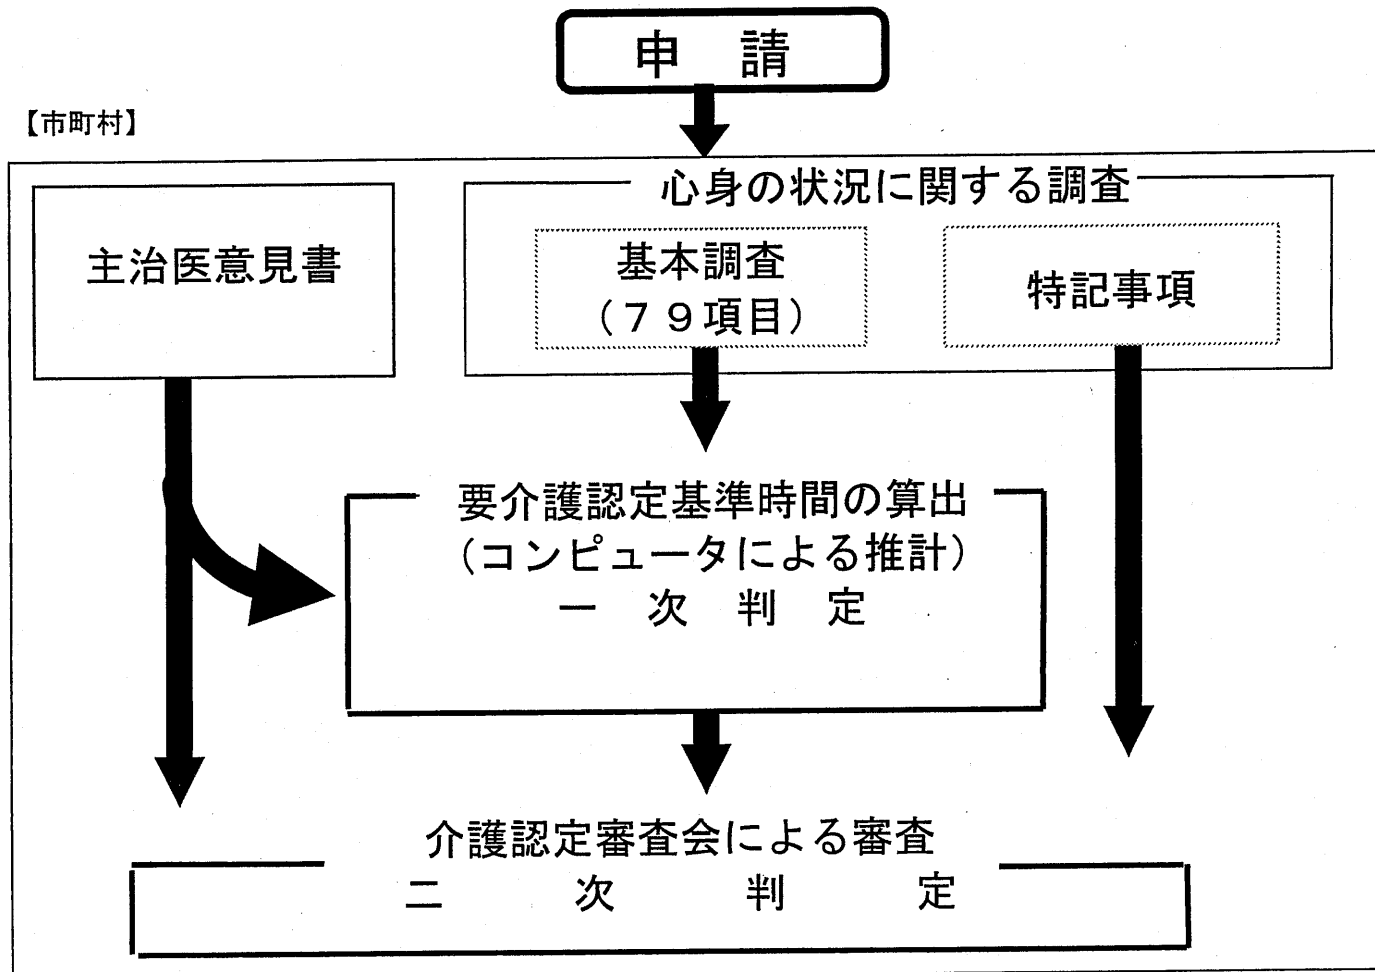 申　請
【市町村】
心身の状況に関する調査
主治医意見書
基本調査
（７９項目）
特記事項
要介護認定基準時間の算出
（コンピュータによる推計）
一　次　判　定
介護認定審査会による審査
二　次　判　定